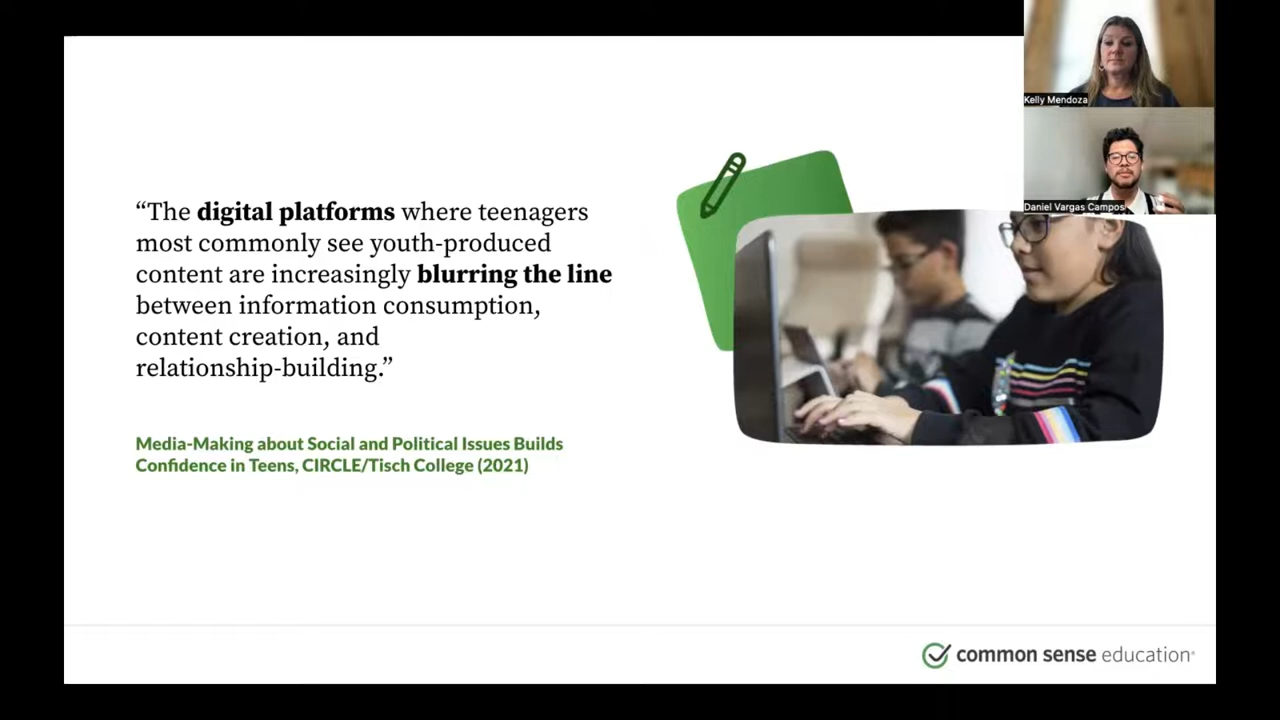 Kelly Mendoza
Daniel Vargas Campos
“The digital platforms where teenagers
most commonly see youth-produced
content are increasingly blurring the line
between information consumption,
content creation, and
relationship-building.”
Media-Making about Social and Political Issues Builds
Confidence in Teens, CIRCLE/Tisch College (2021)
common sense education®